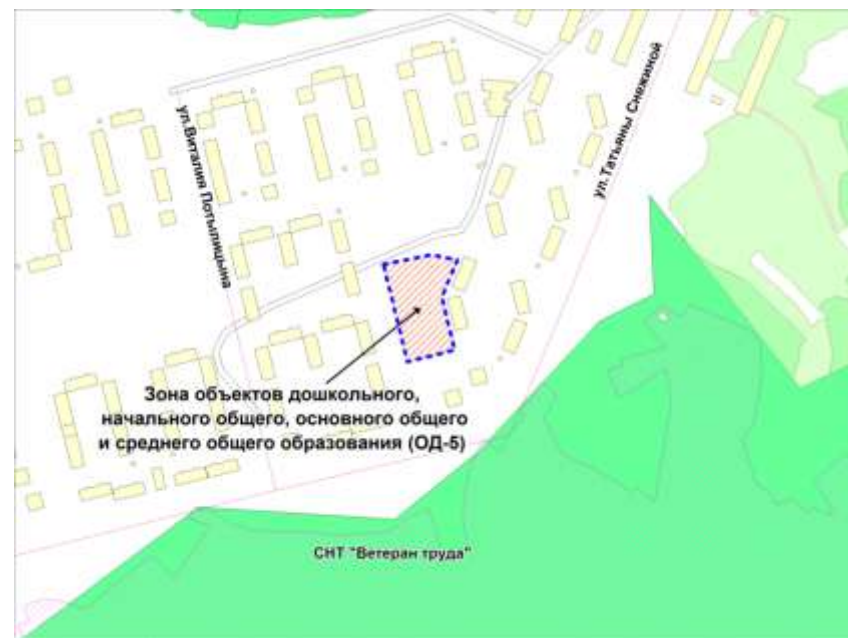 ул.Виталия Потылицына
ул.Татьяны Снежиной
Зона объектов дошкольного,
начального общего, основного общего
и среднего общего образования (ОД-5)
СНТ "Ветеран труда"